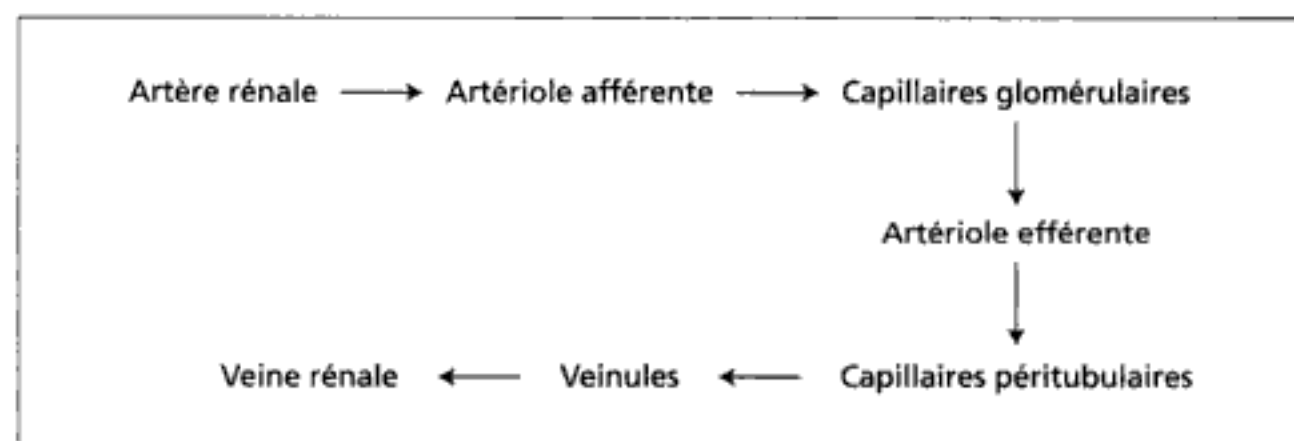 Artère rénale → Artériole afférente → Capillaires glomérulaires
Artériole efférente
Veine rénale ← Veinules ← Capillaires péritubulaires